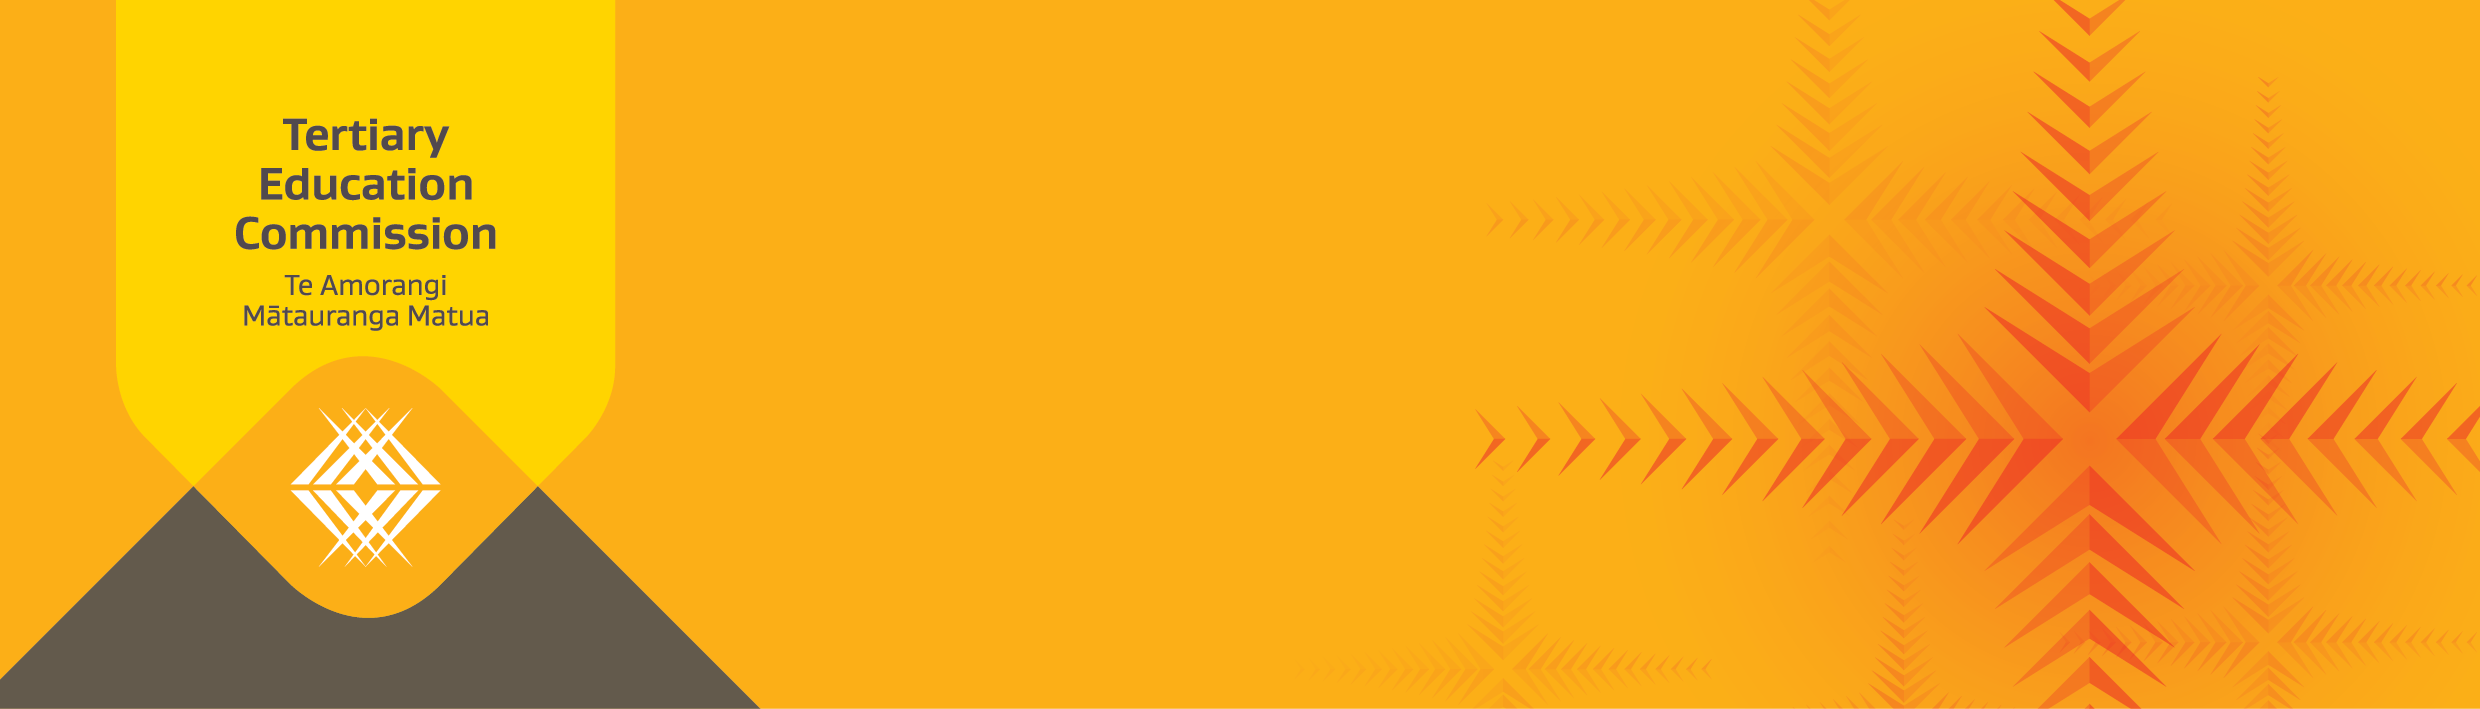 Tertiary
Education
Commission
Te Amorangi
Mātauranga Matua